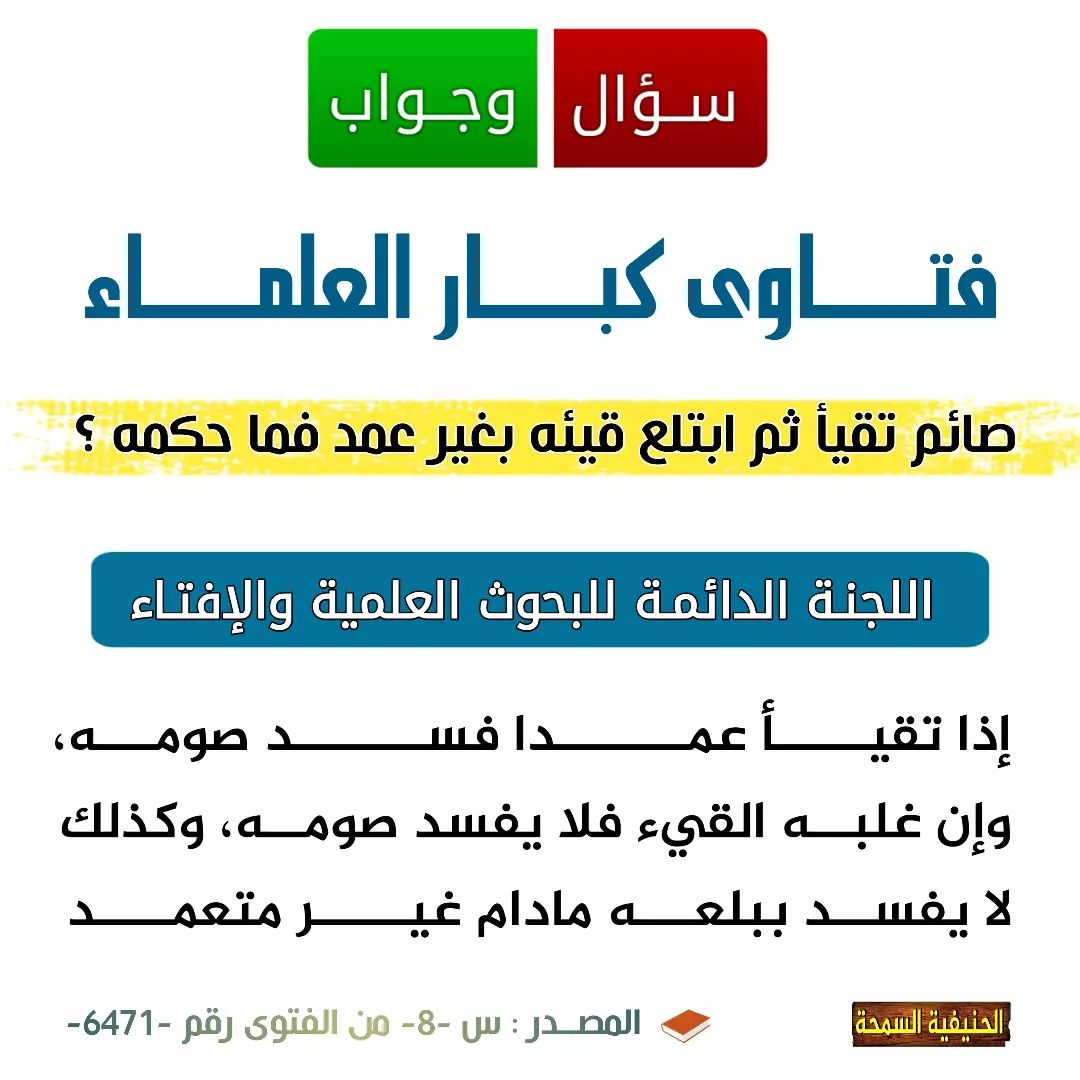 سؤال وجواب
فتاوى كبار العلماء
صائم تقيأ ثم ابتلع قيئه بغير عمد فما حكمه ؟
اللجنة الدائمة للبحوث العلمية والإفتاء
إذا تقيأ عمدا فسد صومه،
وإن غلبه القيء فلا يفسد صومه، وكذلك
لا يفسد ببلعه مادام غير متعمد
المصدر : س -8- من الفتوى رقم -6471-
الحنيفية السمحة